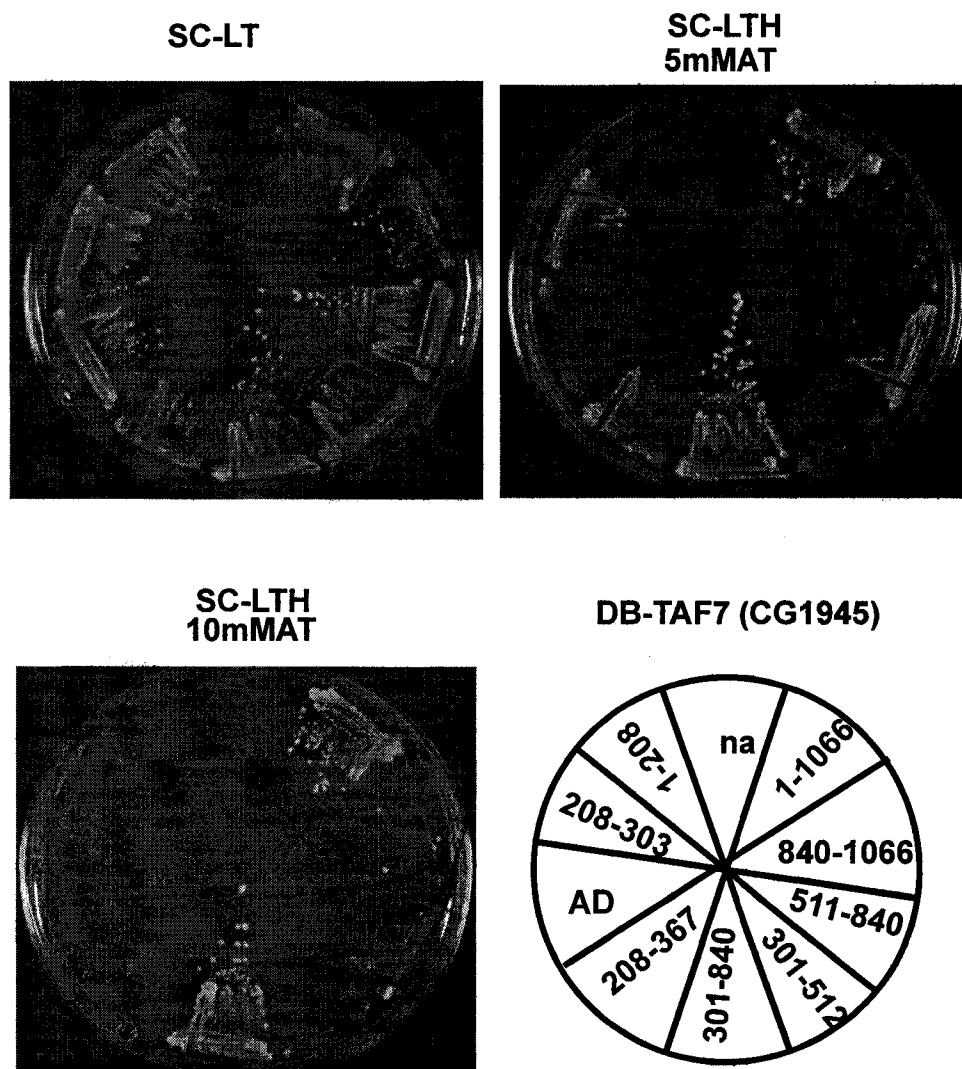 SC-LT
SC-LTH
5mMAT
SC-LTH
10mMAT
DB-TAF7 (CG1945)
na
1-1066
840-1066
511-840
301-512
301-840
208-367
AD
208-303
1-208